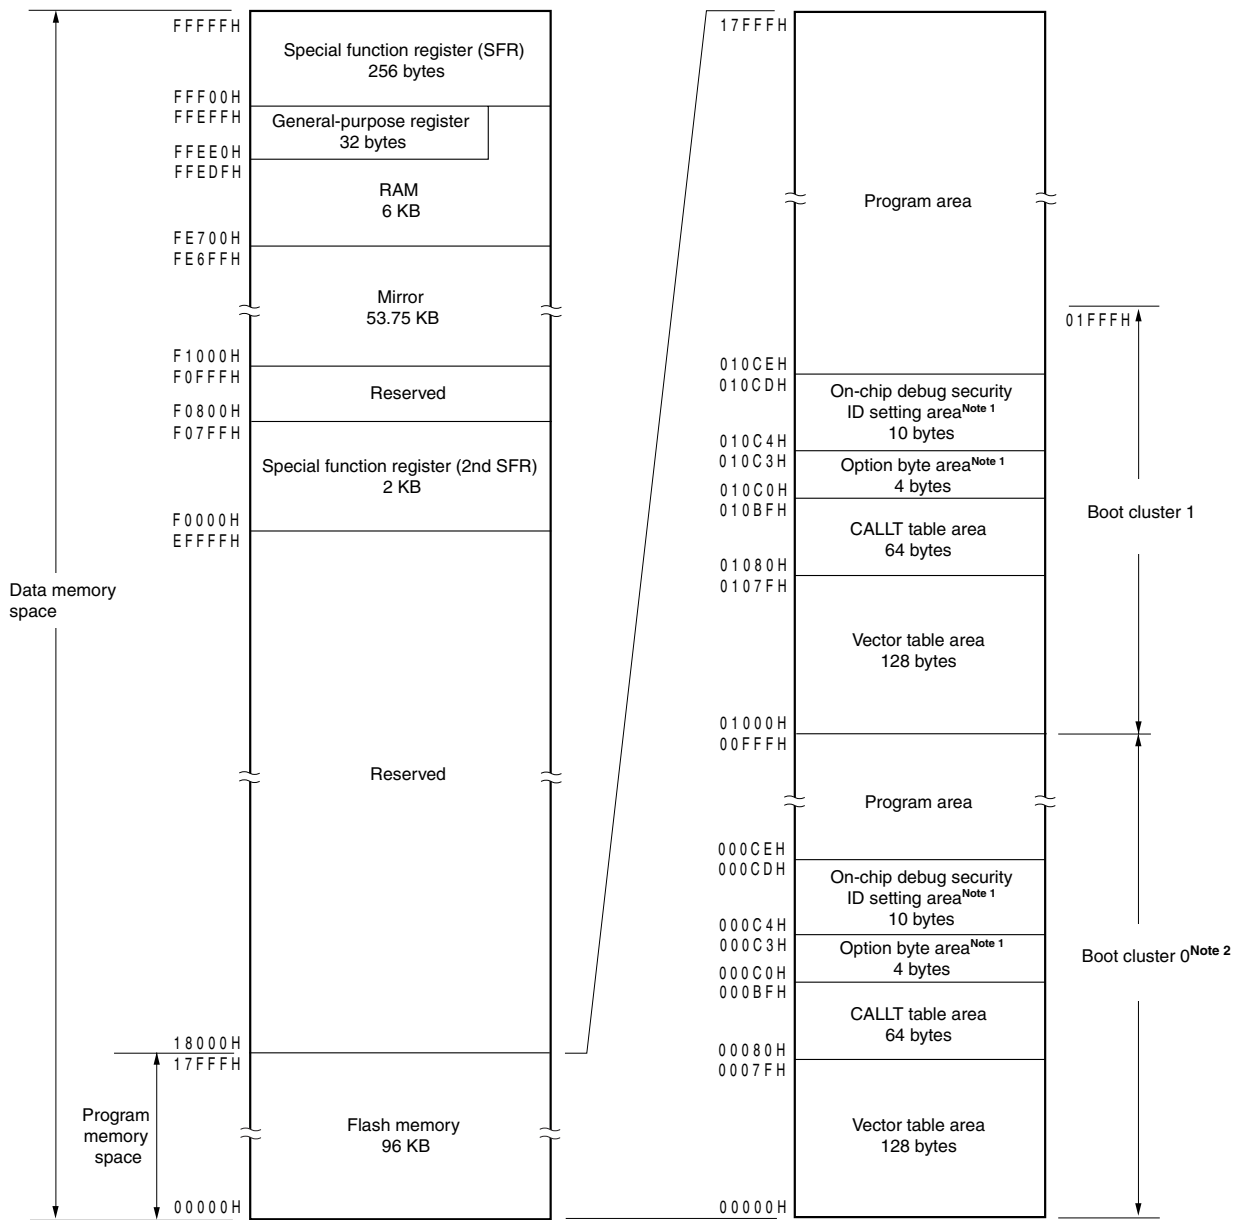 FFFFFH
Special function register (SFR)
256 bytes
FFF00H
FFEFFH
General-purpose register
32 bytes
FFEE0H
FFEDFH
RAM
6 KB
FE700H
FE6FFH
Mirror
53.75 KB
F1000H
F0FFFH
Reserved
F0800H
F07FFH
Special function register (2nd SFR)
2 KB
F0000H
EFFFFH
Data memory
space
Reserved
18000H
17FFFH
Program
memory
space
Flash memory
96 KB
00000H
17FFFH
Program area
01FFFH
010CEH
010CDH
On-chip debug security
ID setting areaNote 1
10 bytes
010C4H
010C3H
Option byte areaNote 1
4 bytes
010C0H
010BFH
CALLT table area
64 bytes
01080H
0107FH
Boot cluster 1
Vector table area
128 bytes
01000H
00FFFH
Program area
000CEH
000CDH
On-chip debug security
ID setting areaNote 1
10 bytes
000C4H
000C3H
Option byte areaNote 1
4 bytes
Boot cluster 0Note 2
000C0H
000BFH
CALLT table area
64 bytes
00080H
0007FH
Vector table area
128 bytes
00000H